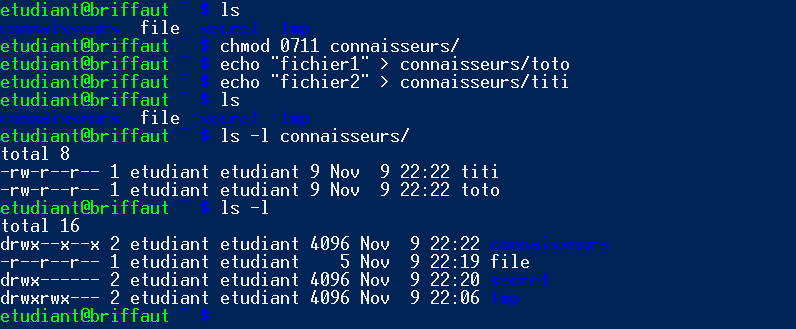 etudiant@briffaut ~ $ ls
connaisseurs  file  secret  tmp
etudiant@briffaut ~ $ chmod 0711 connaisseurs/
etudiant@briffaut ~ $ echo "fichier1" > connaisseurs/toto
etudiant@briffaut ~ $ echo "fichier2" > connaisseurs/titi
etudiant@briffaut ~ $ ls
connaisseurs  file  secret  tmp
etudiant@briffaut ~ $ ls -l connaisseurs/
total 8
-rw-r--r-- 1 etudiant etudiant 9 Nov  9 22:22 titi
-rw-r--r-- 1 etudiant etudiant 9 Nov  9 22:22 toto
etudiant@briffaut ~ $ ls -l
total 16
drwx--x--x 2 etudiant etudiant 4096 Nov  9 22:22 connaisseurs
-r--r--r-- 1 etudiant etudiant    5 Nov  9 22:19 file
drwx------ 2 etudiant etudiant 4096 Nov  9 22:20 secret
drwxrwx--- 2 etudiant etudiant 4096 Nov  9 22:06 tmp
etudiant@briffaut ~ $